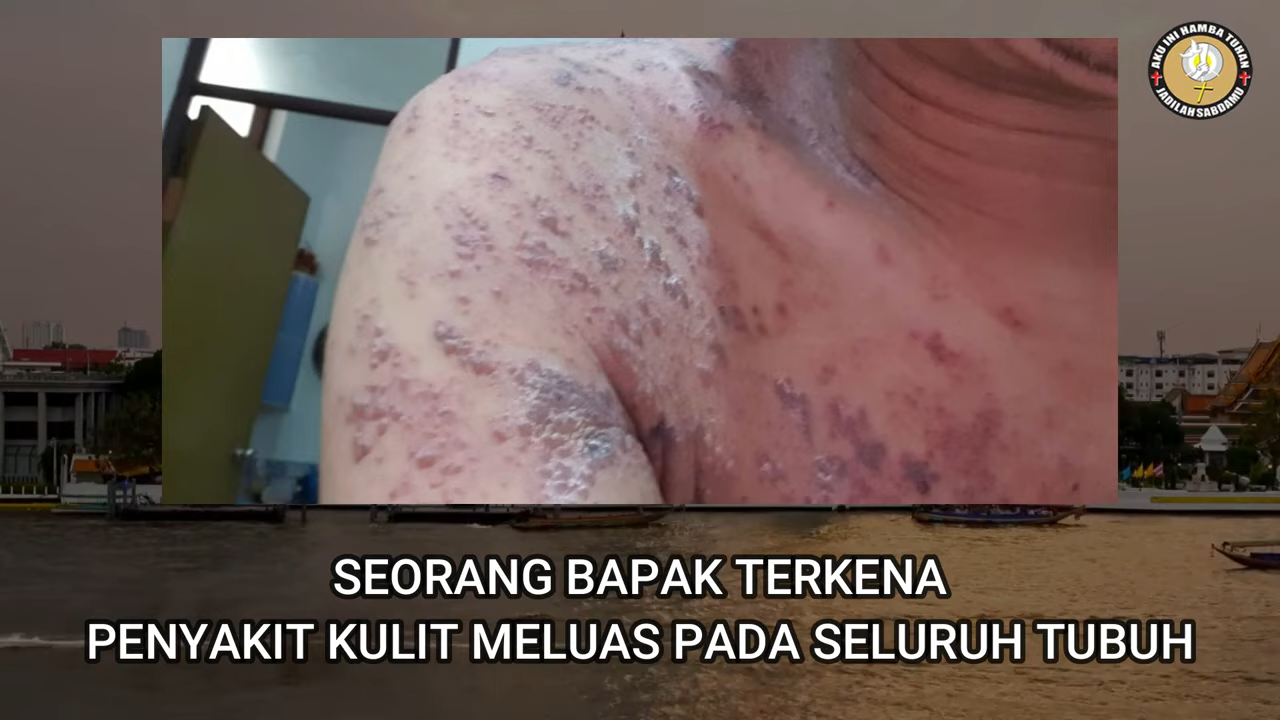 AKU INI HAMBA TUHAN
JADILAH SABDAMU
SEORANG BAPAK TERKENA
PENYAKIT KULIT MELUAS PADA SELURUH TUBUH